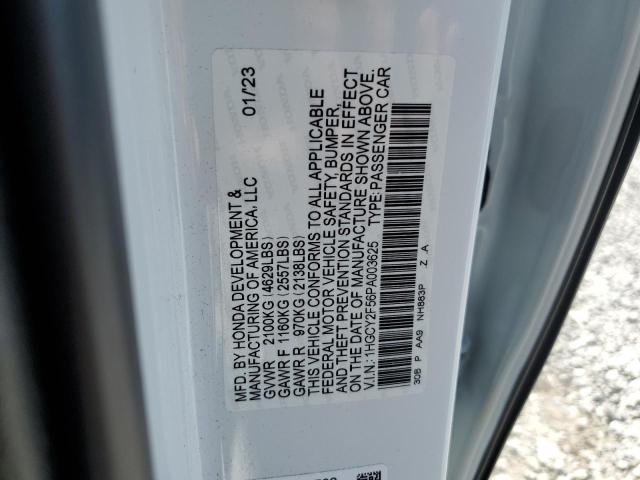 MFD. BY HONDA DEVELOPMENT & 01/23
MANUFACTURING OF AMERICA, LLC
GVWR 2100KG (4629LBS)
GAWR F 1160KG (2557LBS)
GAWR R 970KG (2138LBS)
THIS VEHICLE CONFORMS TO ALL APPLICABLE
FEDERAL MOTOR VEHICLE SAFETY, BUMPER,
AND THEFT PREVENTION STANDARDS IN EFFECT
ON THE DATE OF MANUFACTURE SHOWN ABOVE.
V.I.N.:1HGCY2F56PA003625 TYPE:PASSENGER CAR
30B P AA9 NH883P Z A